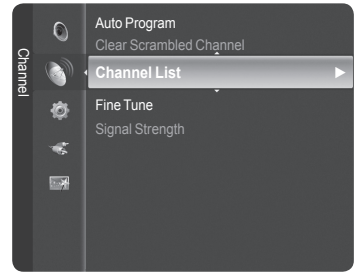 Channel
Auto Program
Clear Scrambled Channel
Channel List
Fine Tune
Signal Strength